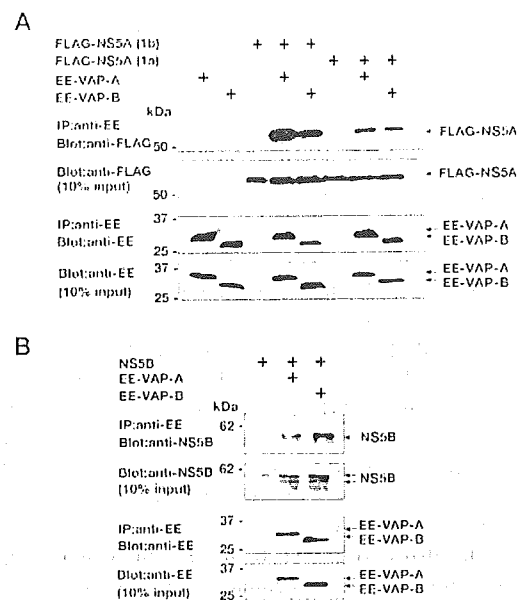 A
FLAG-NS5A (1b) + + +
FLAG-NS5A (1a) + + +
EE-VAP-A + + +
EE-VAP-B + + +
kDa
IP:anti-EE
Blot:anti-FLAG 50 - FLAG-NS5A
Blot:anti-FLAG FLAG-NS5A
(10% input) 50 -
IP:anti-EE 37 - EE-VAP-A
Blot:anti-EE 25 - EE-VAP-B
Blot:anti-EE 37 - EE-VAP-A
(10% input) 25 - EE-VAP-B
B
NS5B + + +
EE-VAP-A +
EE-VAP-B +
kDa
IP:anti-EE 62 -
Blot:anti-NS5B NS5B
Blot:anti-NS5B 62 - NS5B
(10% input)
IP:anti-EE 37 - EE-VAP-A
Blot:anti-EE 25 - EE-VAP-B
Blot:anti-EE 37 - EE-VAP-A
(10% input) 25 - EE-VAP-B